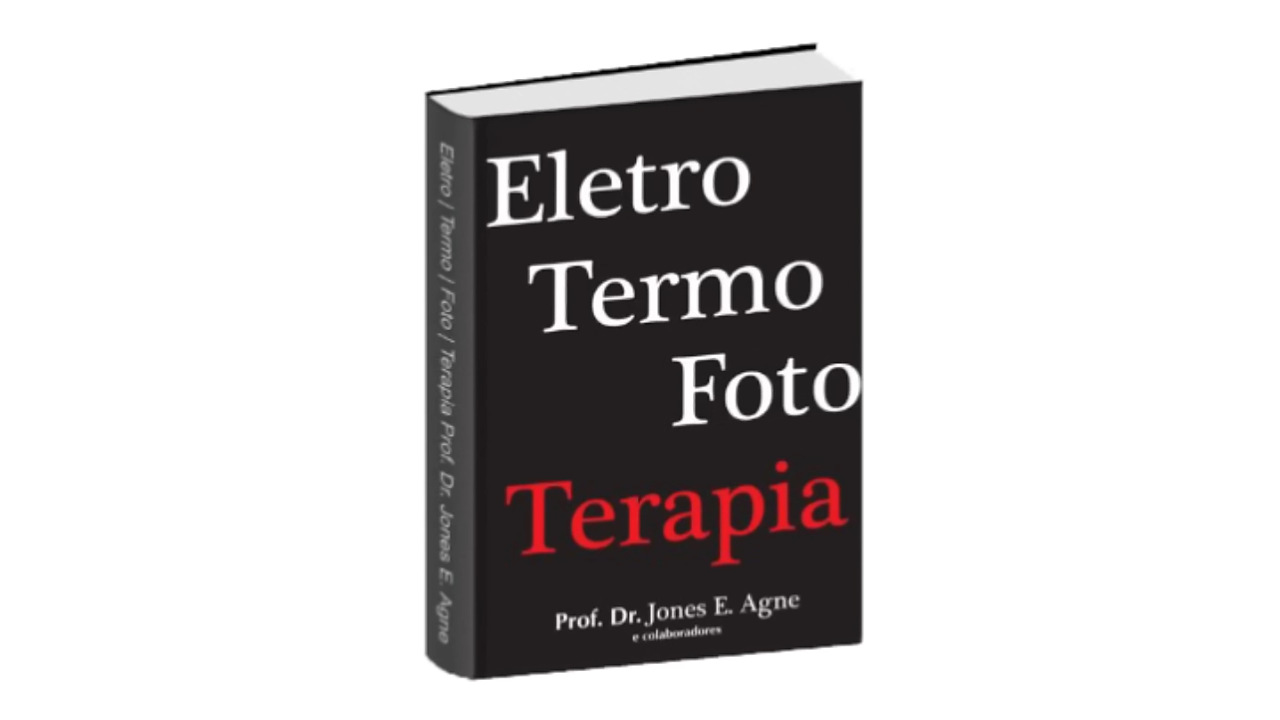 Eletro
Termo
Foto
Terapia
Prof. Dr. Jones E. Agne
e colaboradores
Eletro | Termo | Foto | Terapia Prof. Dr. Jones E. Agne